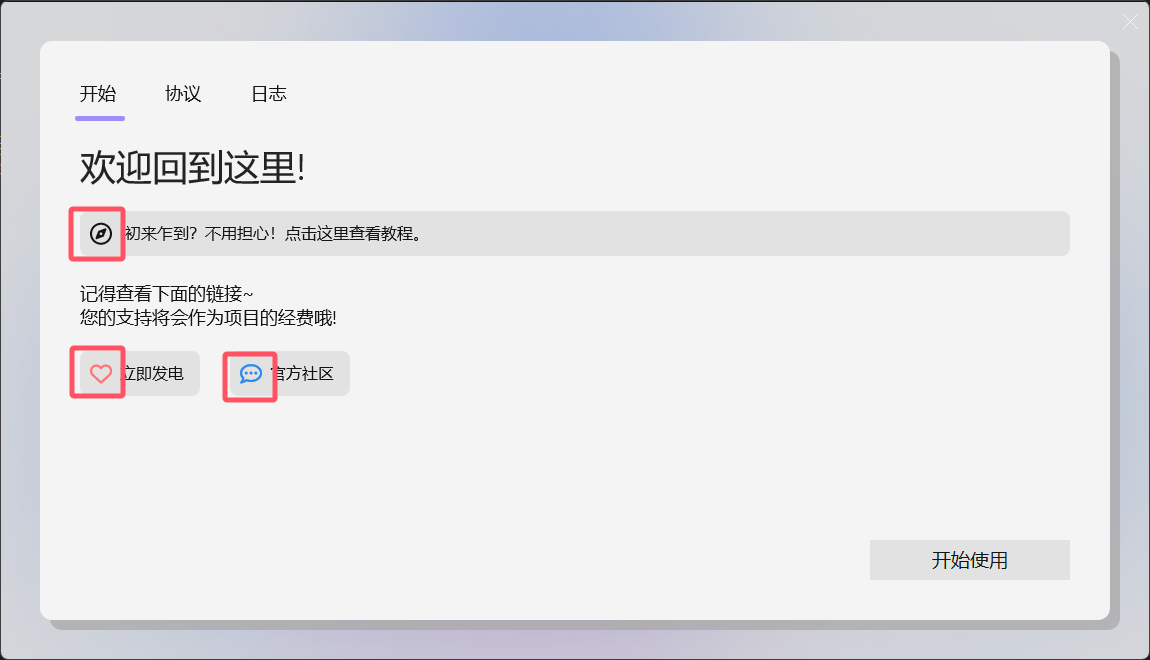 开始 协议 日志
欢迎回到这里!
初来乍到？不用担心！点击这里查看教程。
记得查看下面的链接~
您的支持将会作为项目的经费哦!
立即发电 官方社区
开始使用